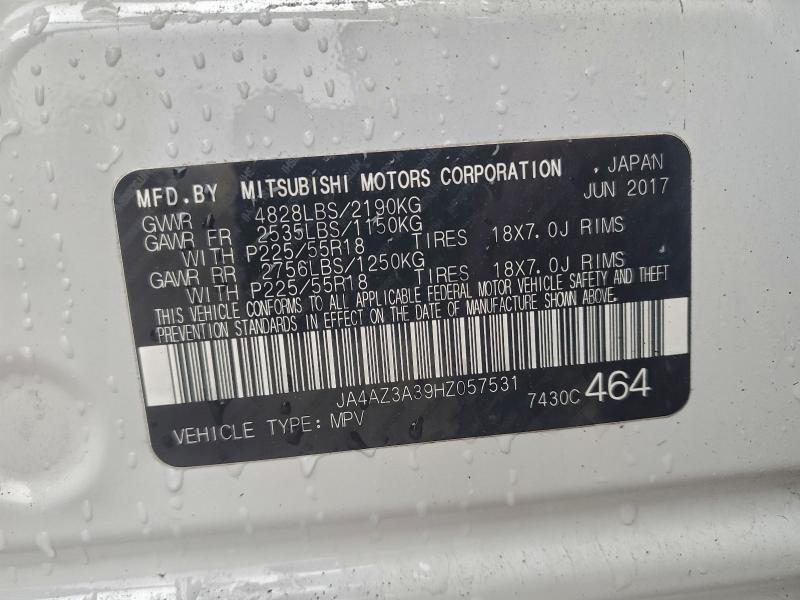 MFD.BY MITSUBISHI MOTORS CORPORATION , JAPAN
JUN 2017
GVWR / 4828LBS/2190KG
GAWR FR 2535LBS/1150KG
WITH P225/55R18 TIRES 18X7.0J RIMS
GAWR RR 2756LBS/1250KG
WITH P225/55R18 TIRES 18X7.0J RIMS
THIS VEHICLE CONFORMS TO ALL APPLICABLE FEDERAL MOTOR VEHICLE SAFETY AND THEFT
PREVENTION STANDARDS IN EFFECT ON THE DATE OF MANUFACTURE SHOWN ABOVE.
JA4AZ3A39HZ057531
7430C 464
VEHICLE TYPE: MPV